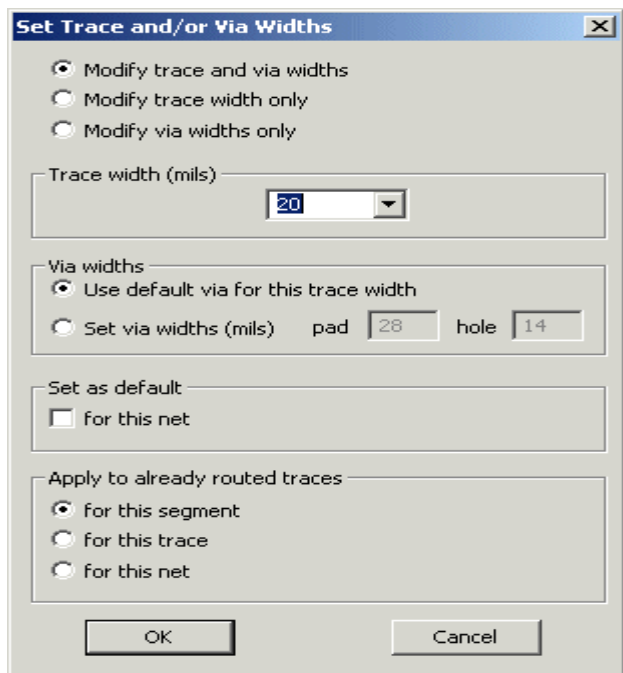 Set Trace and/or Via Widths
Modify trace and via widths
Modify trace width only
Modify via widths only
Trace width (mils)
20
Via widths
Use default via for this trace width
Set via widths (mils) pad 28 hole 14
Set as default
for this net
Apply to already routed traces
for this segment
for this trace
for this net
OK Cancel